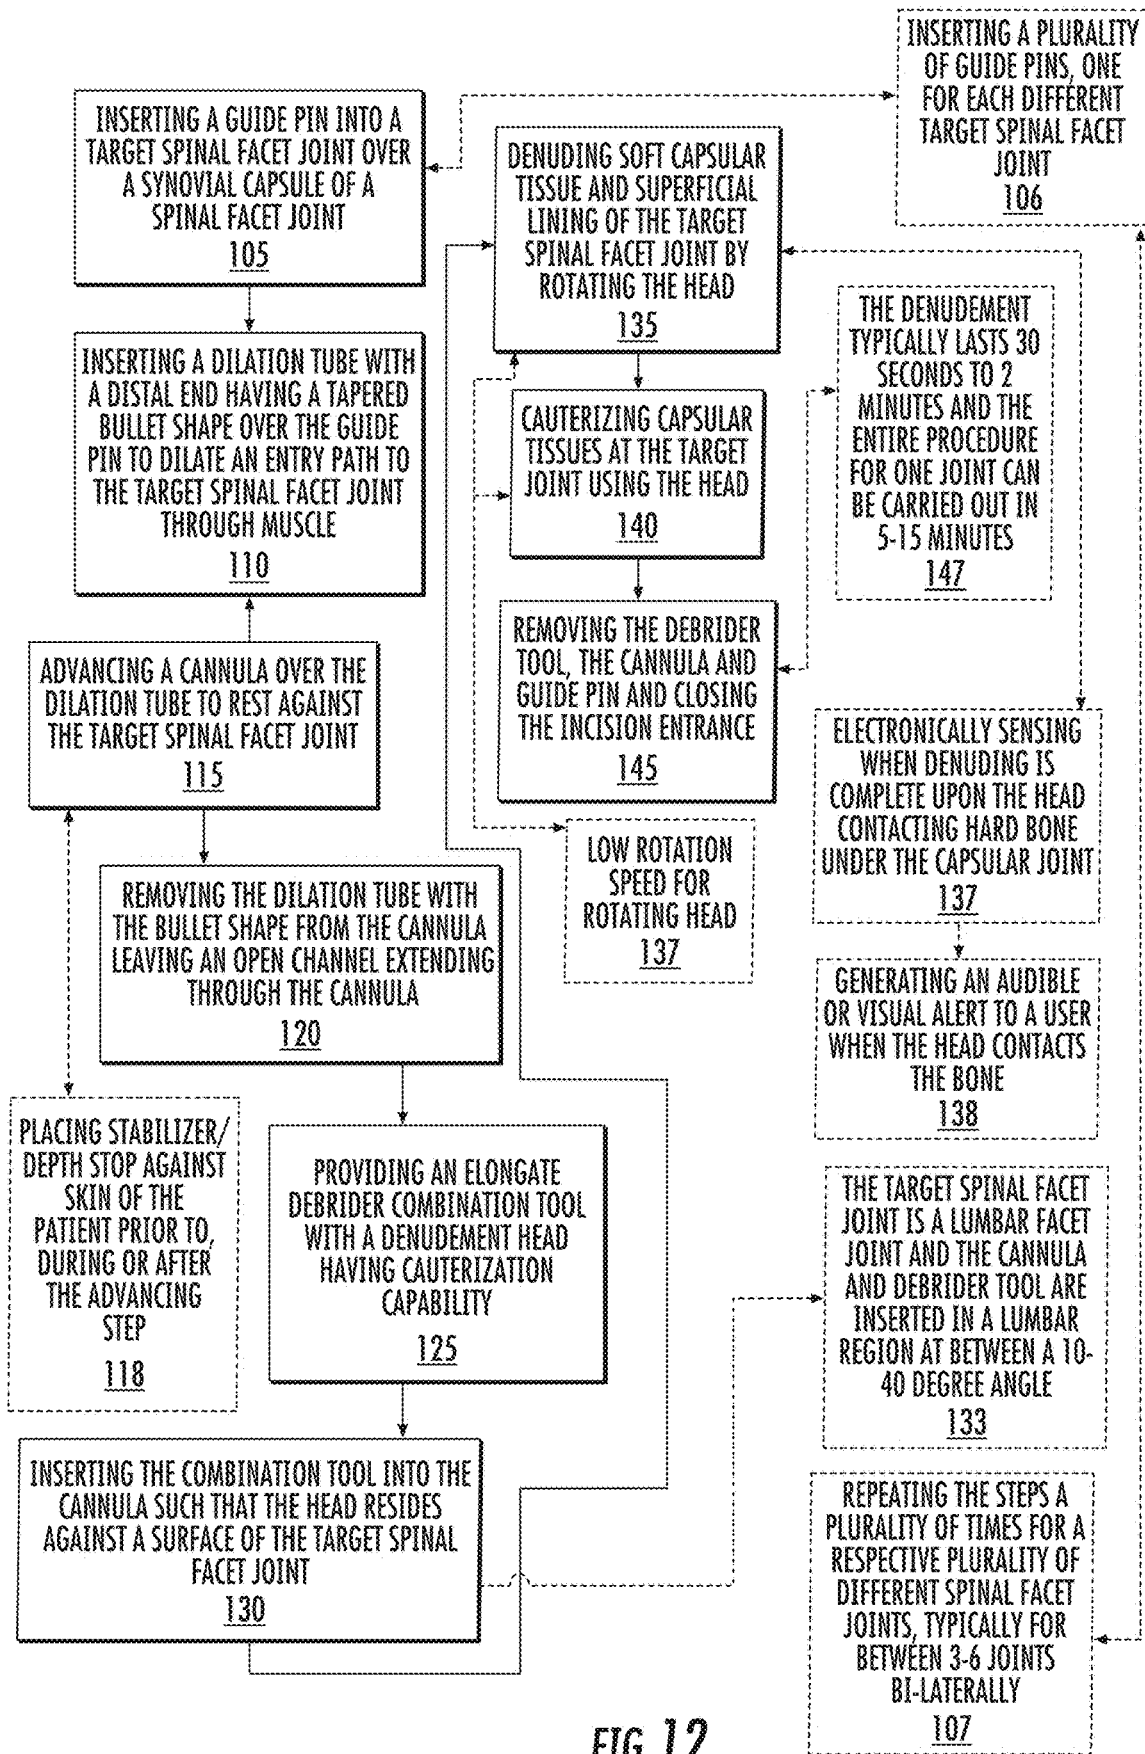 INSERTING A GUIDE PIN INTO A
TARGET SPINAL FACET JOINT OVER
A SYNOVIAL CAPSULE OF A
SPINAL FACET JOINT
105
INSERTING A DILATION TUBE WITH
A DISTAL END HAVING A TAPERED
BULLET SHAPE OVER THE GUIDE
PIN TO DILATE AN ENTRY PATH TO
THE TARGET SPINAL FACET JOINT
THROUGH MUSCLE
110
ADVANCING A CANNULA OVER THE
DILATION TUBE TO REST AGAINST
THE TARGET SPINAL FACET JOINT
115
REMOVING THE DILATION TUBE WITH
THE BULLET SHAPE FROM THE CANNULA
LEAVING AN OPEN CHANNEL EXTENDING
THROUGH THE CANNULA
120
PLACING STABILIZER/
DEPTH STOP AGAINST
SKIN OF THE
PATIENT PRIOR TO,
DURING OR AFTER
THE ADVANCING
STEP
118
PROVIDING AN ELONGATE
DEBRIDER COMBINATION TOOL
WITH A DENUDEMENT HEAD
HAVING CAUTERIZATION
CAPABILITY
125
INSERTING THE COMBINATION TOOL INTO THE
CANNULA SUCH THAT THE HEAD RESIDES
AGAINST A SURFACE OF THE TARGET SPINAL
FACET JOINT
130
DENUDING SOFT CAPSULAR
TISSUE AND SUPERFICIAL
LINING OF THE TARGET
SPINAL FACET JOINT BY
ROTATING THE HEAD
135
CAUTERIZING CAPSULAR
TISSUES AT THE TARGET
JOINT USING THE HEAD
140
REMOVING THE DEBRIDER
TOOL, THE CANNULA AND
GUIDE PIN AND CLOSING
THE INCISION ENTRANCE
145
LOW ROTATION
SPEED FOR
ROTATING HEAD
137
INSERTING A PLURALITY
OF GUIDE PINS, ONE
FOR EACH DIFFERENT
TARGET SPINAL FACET
JOINT
106
THE DENUDEMENT
TYPICALLY LASTS 30
SECONDS TO 2
MINUTES AND THE
ENTIRE PROCEDURE
FOR ONE JOINT CAN
BE CARRIED OUT IN
5-15 MINUTES
147
ELECTRONICALLY SENSING
WHEN DENUDING IS
COMPLETE UPON THE HEAD
CONTACTING HARD BONE
UNDER THE CAPSULAR JOINT
137
GENERATING AN AUDIBLE
OR VISUAL ALERT TO A USER
WHEN THE HEAD CONTACTS
THE BONE
138
THE TARGET SPINAL FACET
JOINT IS A LUMBAR FACET
JOINT AND THE CANNULA
AND DEBRIDER TOOL ARE
INSERTED IN A LUMBAR
REGION AT BETWEEN A 10-
40 DEGREE ANGLE
133
REPEATING THE STEPS A
PLURALITY OF TIMES FOR A
RESPECTIVE PLURALITY OF
DIFFERENT SPINAL FACET
JOINTS, TYPICALLY FOR
BETWEEN 3-6 JOINTS
BI-LATERALLY
107
FIG. 12